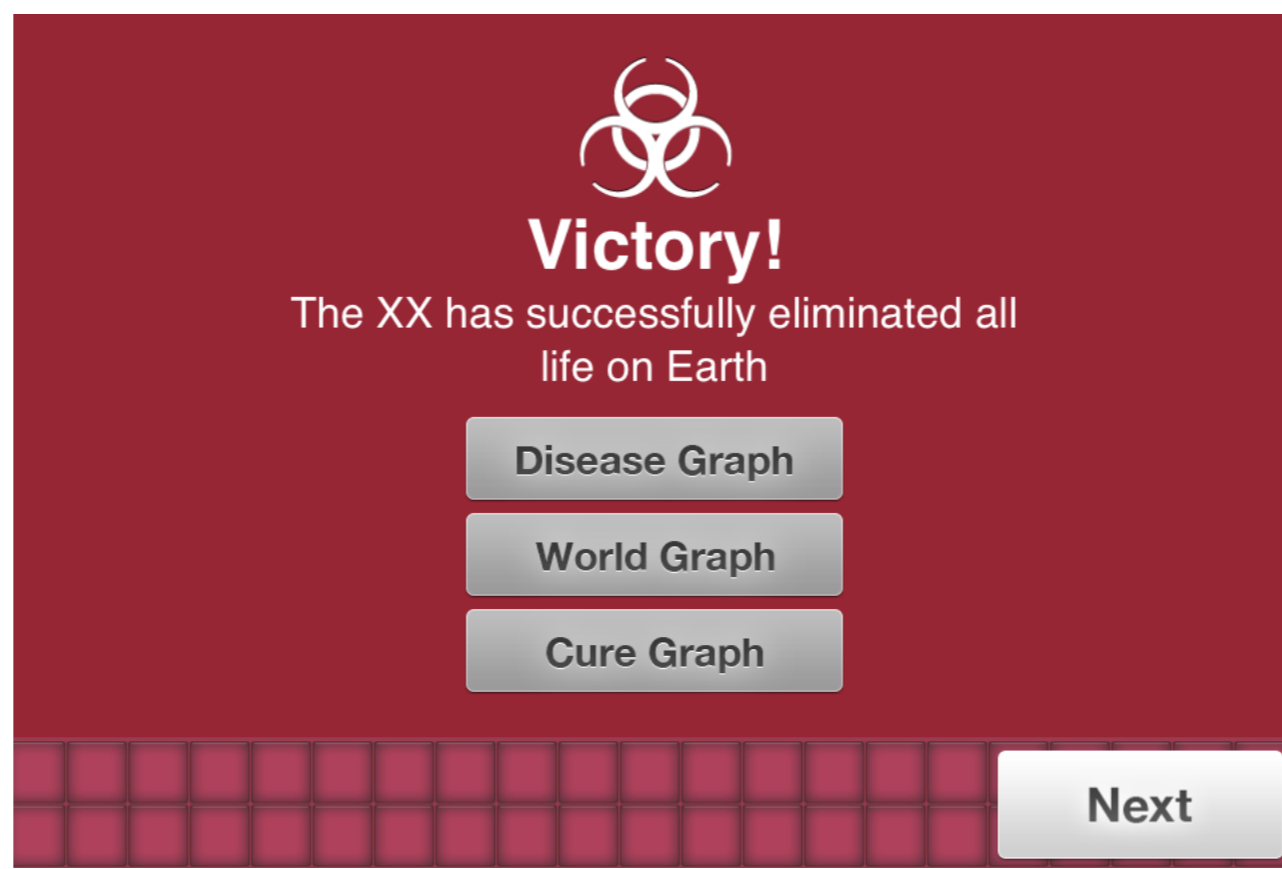 Victory!
The XX has successfully eliminated all
life on Earth
Disease Graph
World Graph
Cure Graph
Next